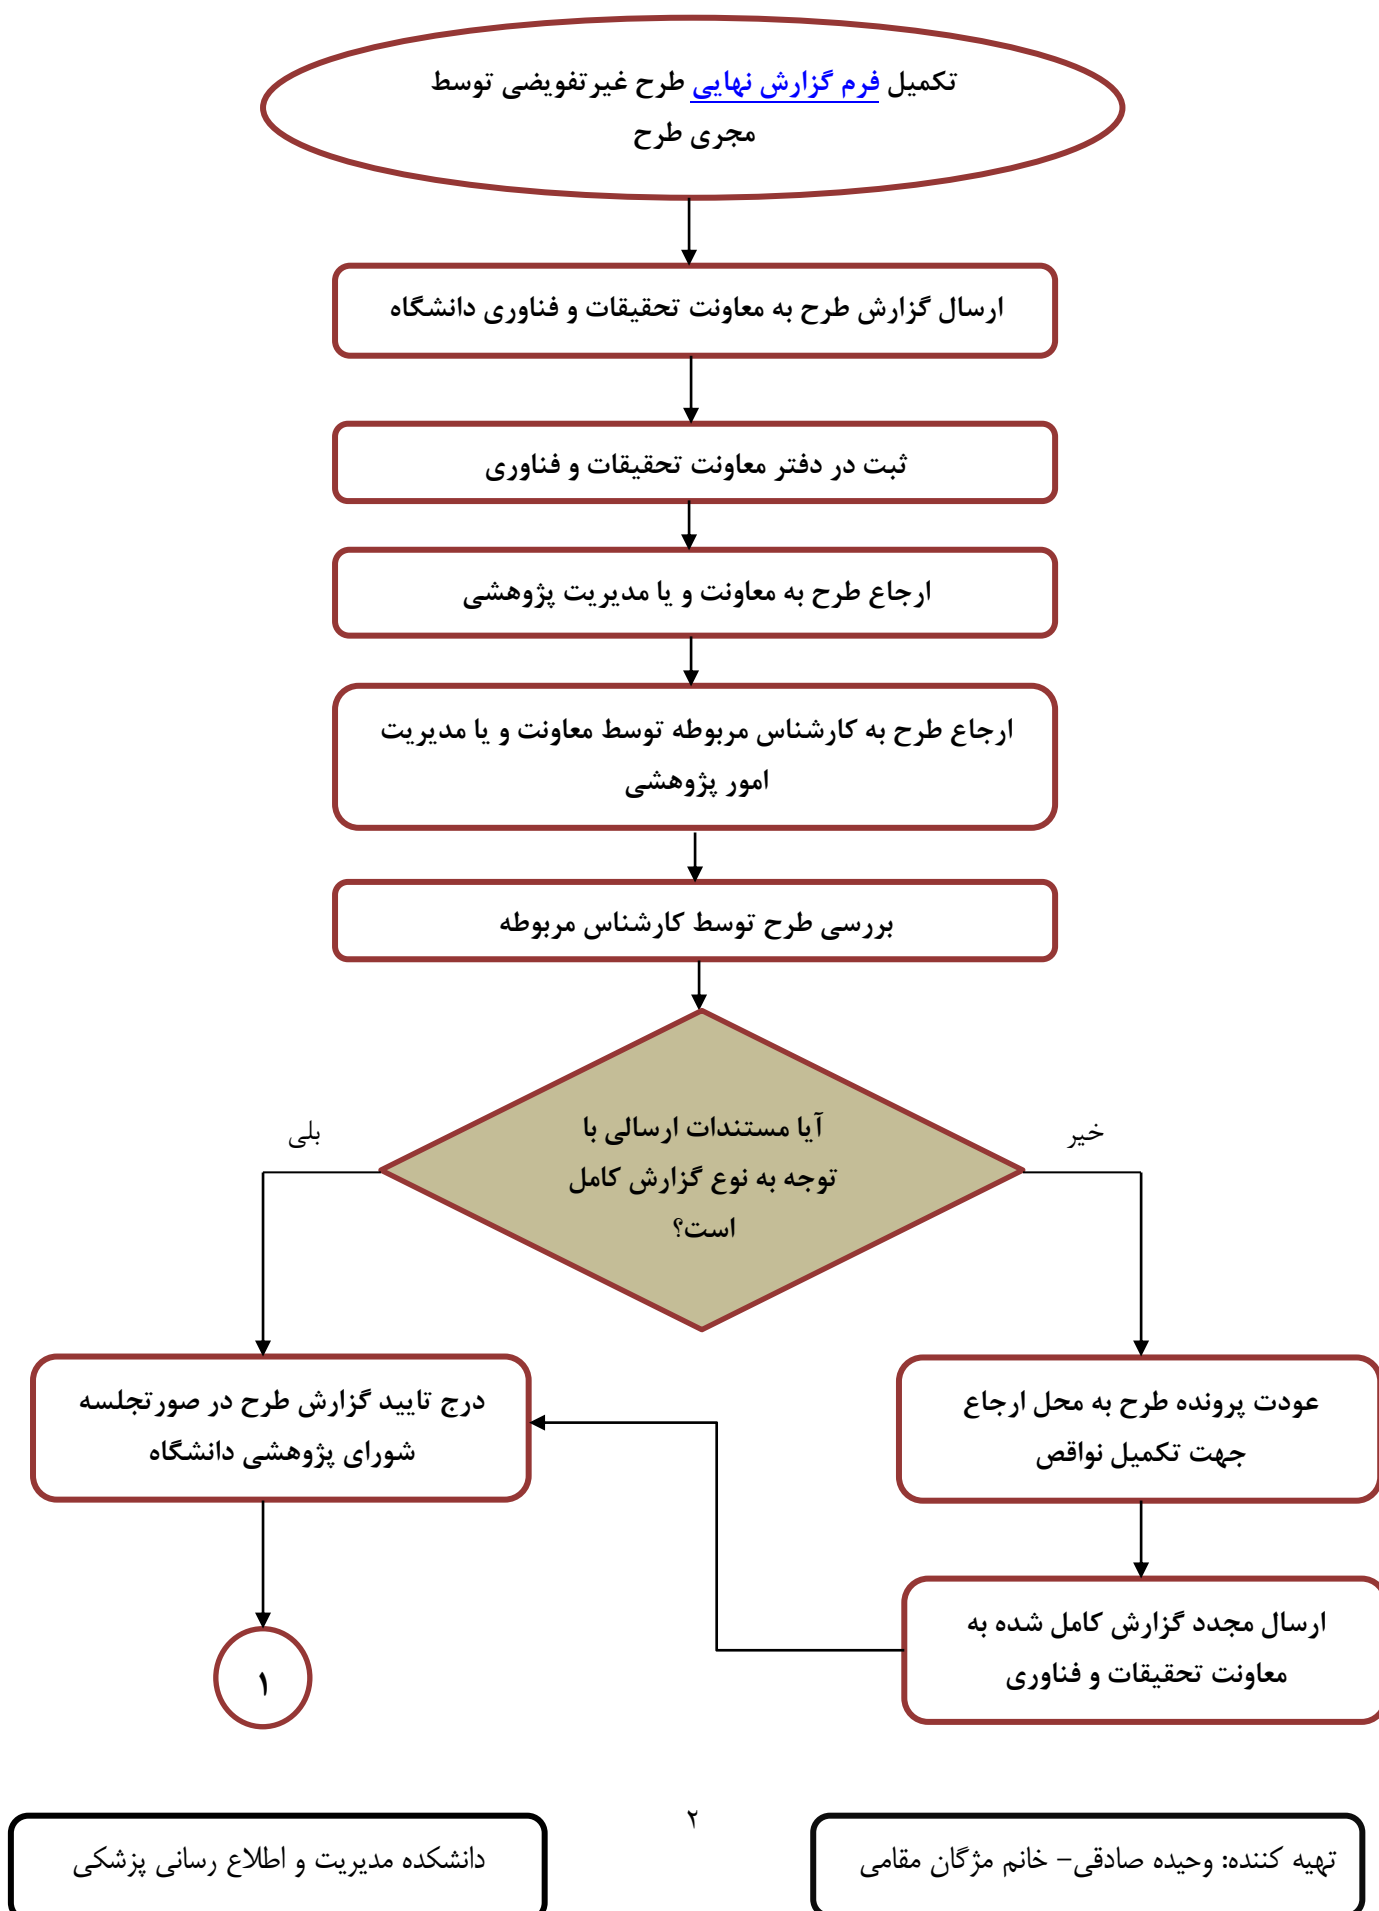 تکمیل فرم گزارش نهایی طرح غیرتفویضی توسط
مجری طرح
ارسال گزارش طرح به معاونت تحقیقات و فناوری دانشگاه
ثبت در دفتر معاونت تحقیقات و فناوری
ارجاع طرح به معاونت و یا مدیریت پژوهشی
ارجاع طرح به کارشناس مربوطه توسط معاونت و یا مدیریت
امور پژوهشی
بررسی طرح توسط کارشناس مربوطه
آیا مستندات ارسالی با
توجه به نوع گزارش کامل
است؟
خیر
بلی
عودت پرونده طرح به محل ارجاع
جهت تکمیل نواقص
درج تایید گزارش طرح در صورتجلسه
شورای پژوهشی دانشگاه
ارسال مجدد گزارش کامل شده به
معاونت تحقیقات و فناوری
۱
۲
تهیه کننده: وحیده صادقی– خانم مژگان مقامی
دانشکده مدیریت و اطلاع رسانی پزشکی